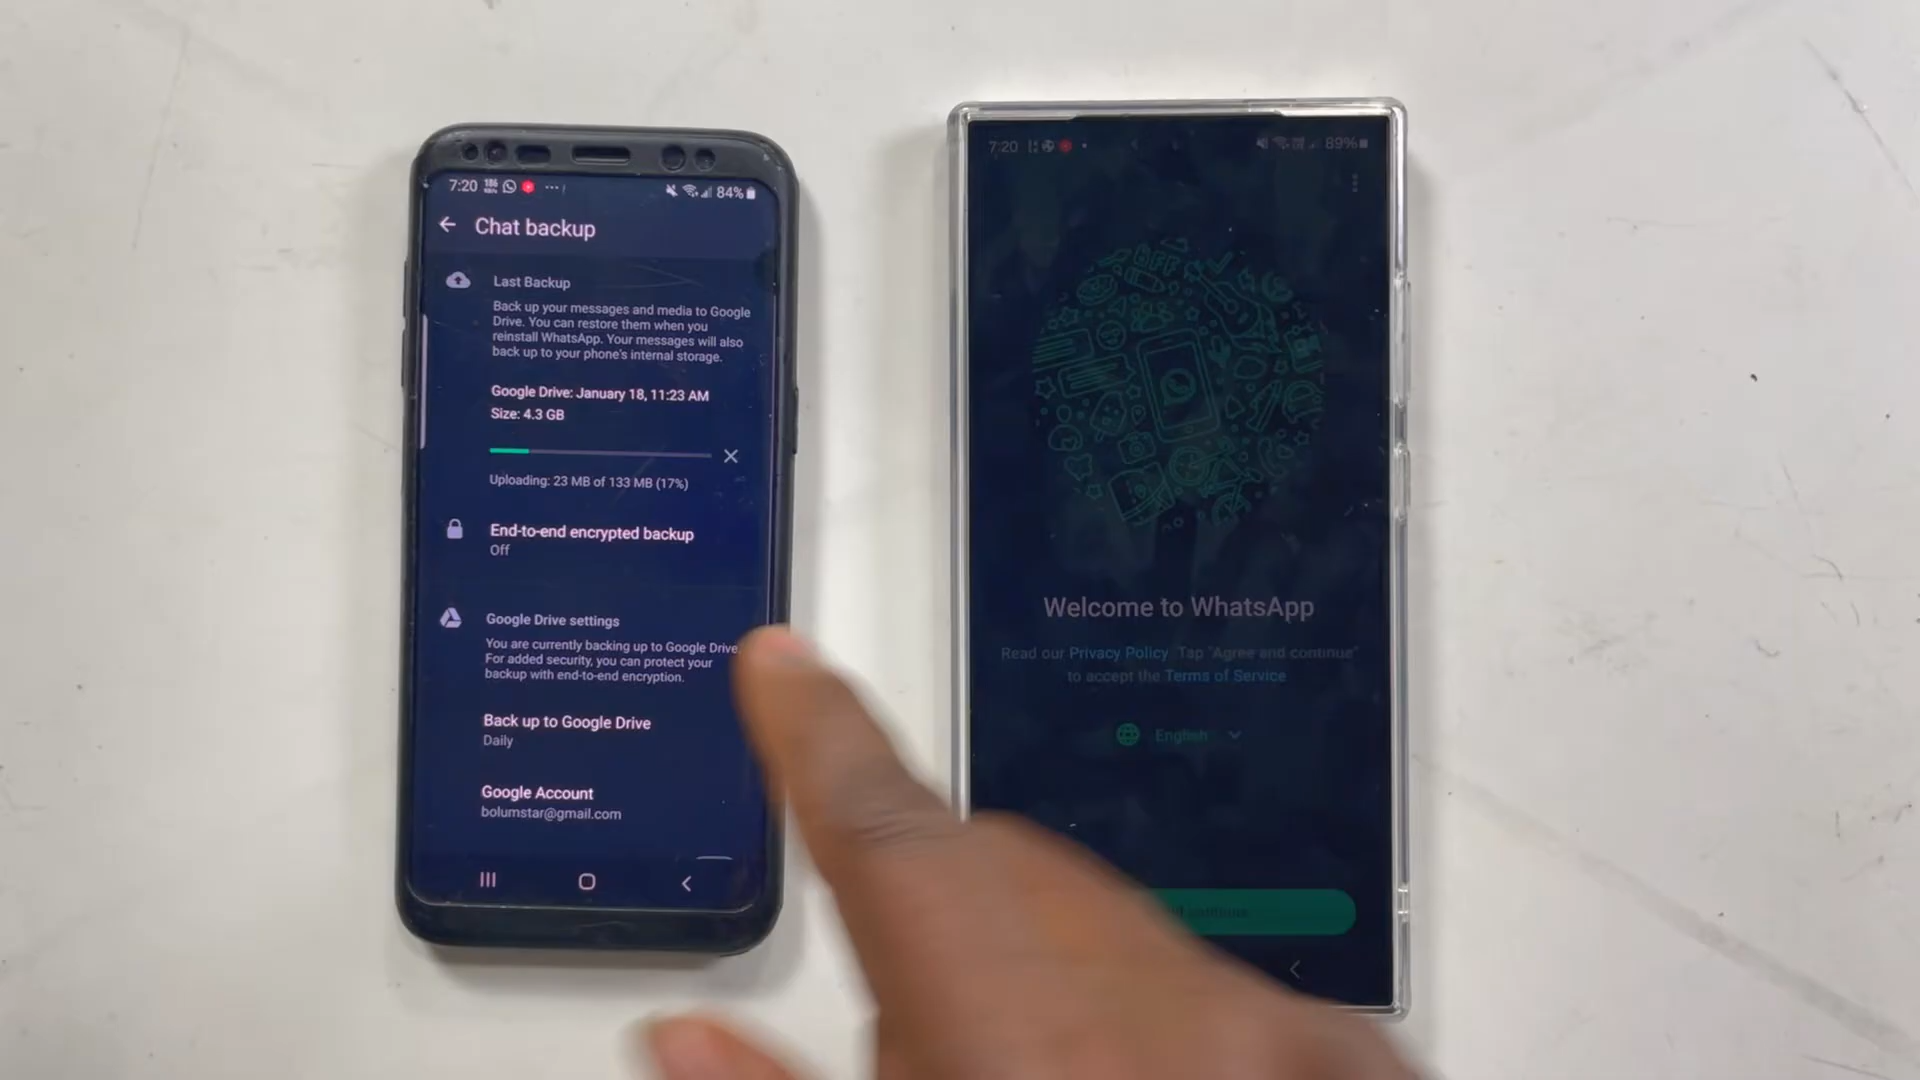 7:20
84%
Chat backup
Last Backup
Back up your messages and media to Google
Drive. You can restore them when you
reinstall WhatsApp. Your messages will also
back up to your phone's internal storage.
Google Drive: January 18, 11:23 AM
Size: 4.3 GB
Uploading: 23 MB of 133 MB (17%)
End-to-end encrypted backup
Off
Google Drive settings
You are currently backing up to Google Drive.
For added security, you can protect your
backup with end-to-end encryption.
Back up to Google Drive
Daily
Google Account
bolumstar@gmail.com
7:20
89%
Welcome to WhatsApp
Read our Privacy Policy. Tap "Agree and continue"
to accept the Terms of Service
English
continue